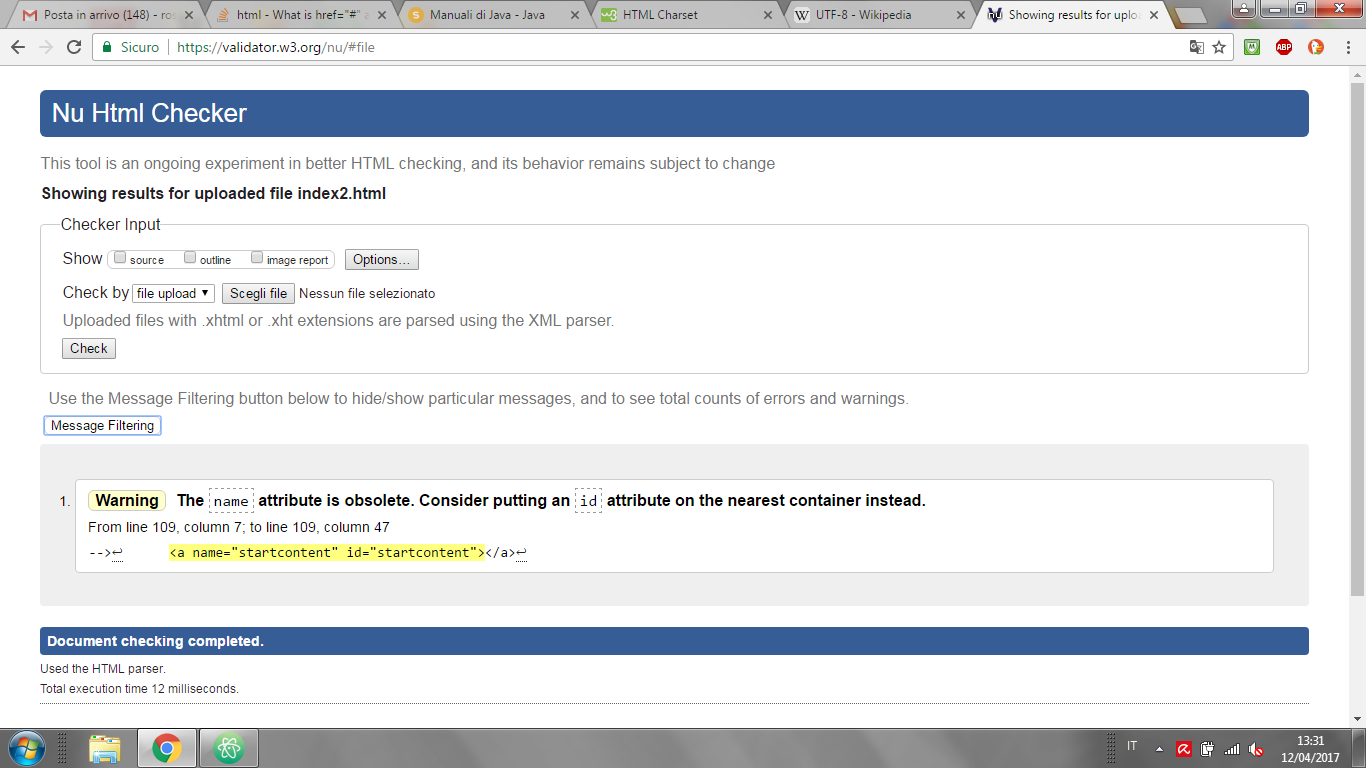 Posta in arrivo (148) - ros
html - What is href="#" a
Manuali di Java - Java
HTML Charset
UTF-8 - Wikipedia
Showing results for uplo
Sicuro https://validator.w3.org/nu/#file
ABP
Nu Html Checker
This tool is an ongoing experiment in better HTML checking, and its behavior remains subject to change
Showing results for uploaded file index2.html
Checker Input
Show source outline image report Options...
Check by file upload Scegli file Nessun file selezionato
Uploaded files with .xhtml or .xht extensions are parsed using the XML parser.
Check
Use the Message Filtering button below to hide/show particular messages, and to see total counts of errors and warnings.
Message Filtering
1. Warning The name attribute is obsolete. Consider putting an id attribute on the nearest container instead.
From line 109, column 7; to line 109, column 47
-->↩ <a name="startcontent" id="startcontent"></a>↩
Document checking completed.
Used the HTML parser.
Total execution time 12 milliseconds.
IT
13:31
12/04/2017